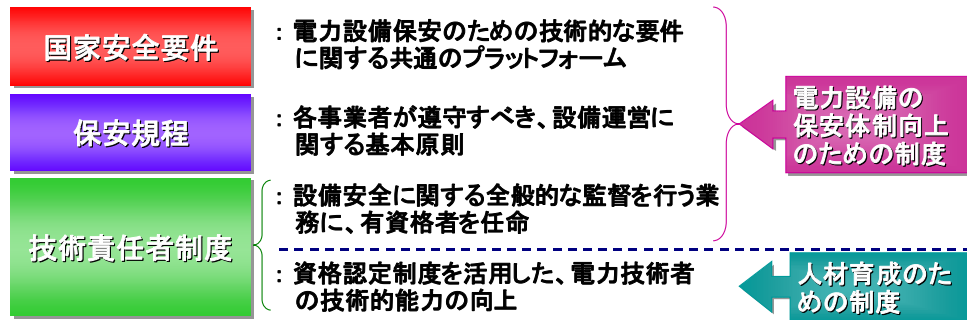 国家安全要件
: 電力設備保安のための技術的な要件
に関する共通のプラットフォーム
保安規程
: 各事業者が遵守すべき、設備運営に
関する基本原則
技術責任者制度
: 設備安全に関する全般的な監督を行う業
務に、有資格者を任命
: 資格認定制度を活用した、電力技術者
の技術的能力の向上
電力設備の
保安体制向上
のための制度
人材育成のた
めの制度